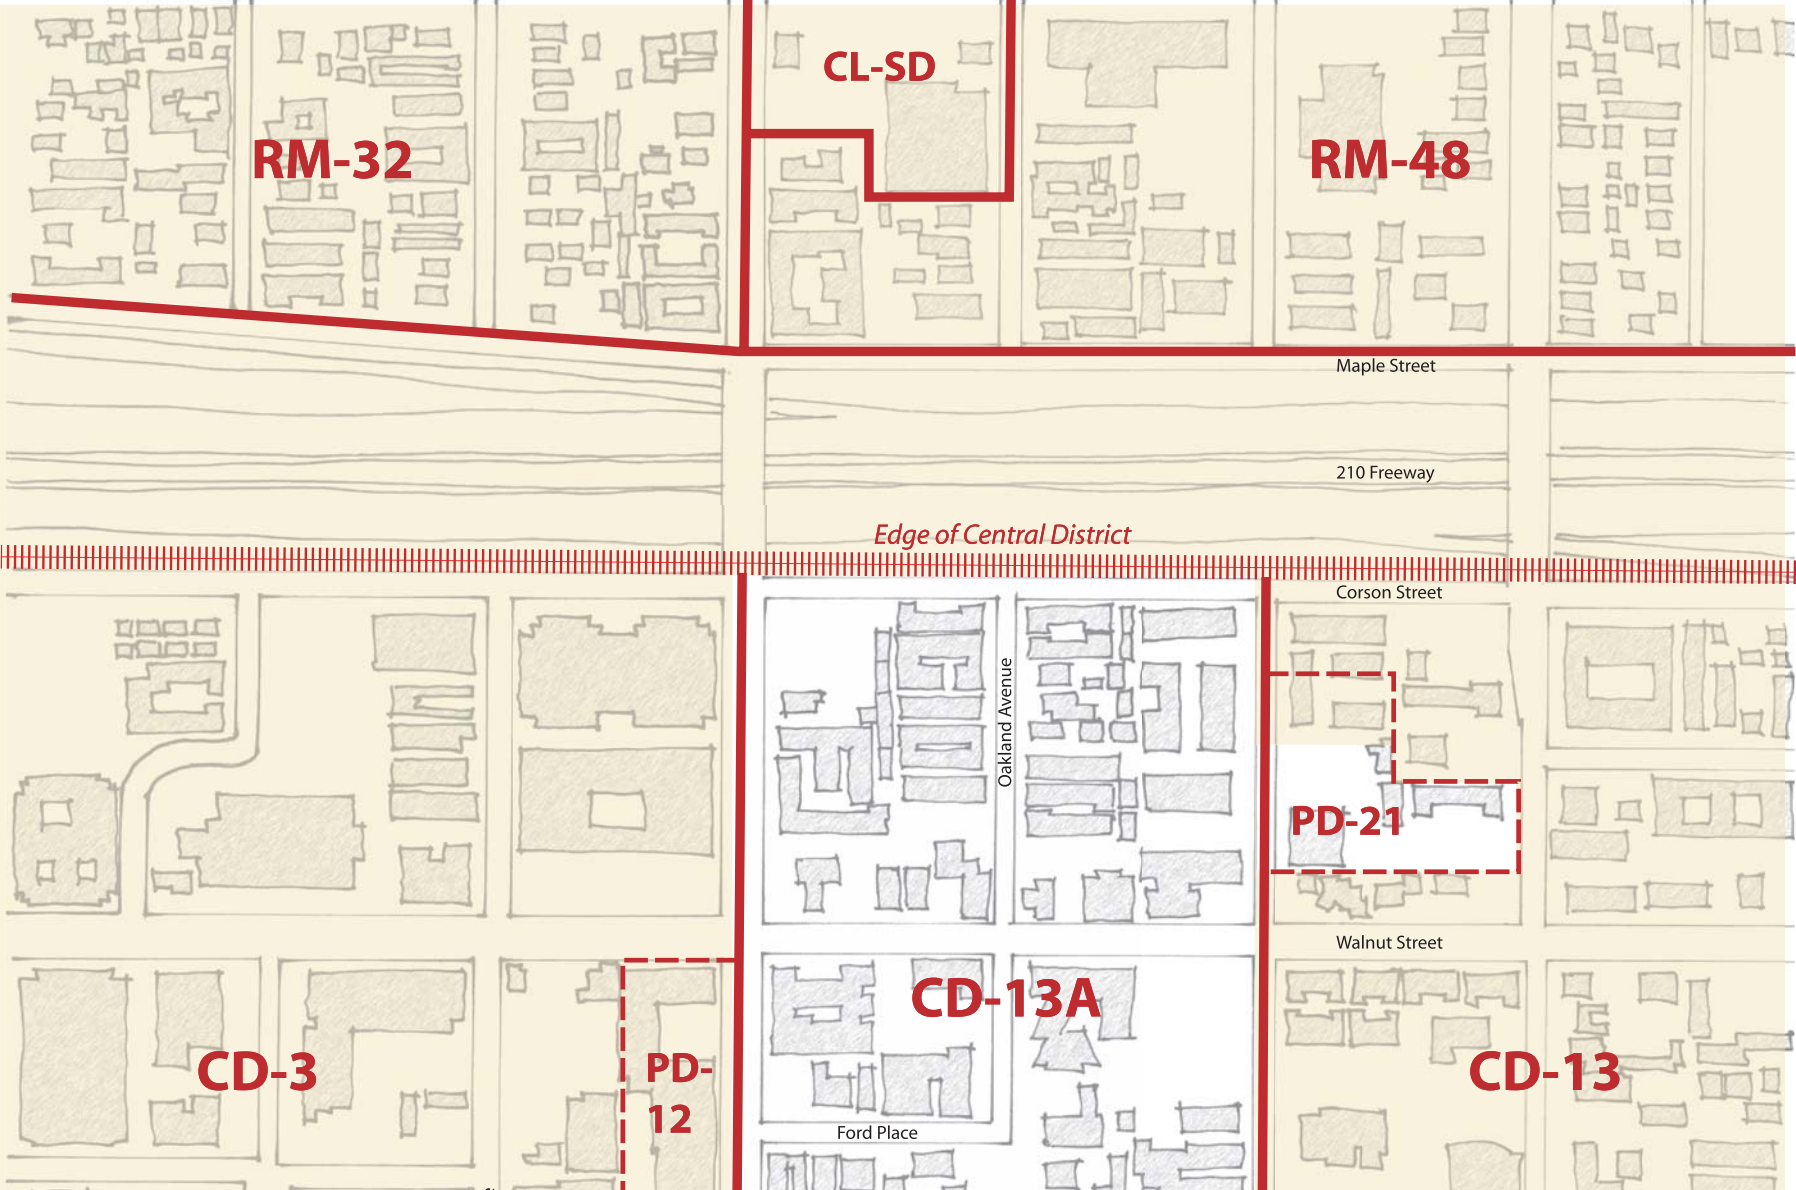 CL-SD
RM-32
RM-48
Maple Street
210 Freeway
Edge of Central District
Corson Street
Oakland Avenue
PD-21
Walnut Street
CD-13A
CD-3
PD-
12
CD-13
Ford Place